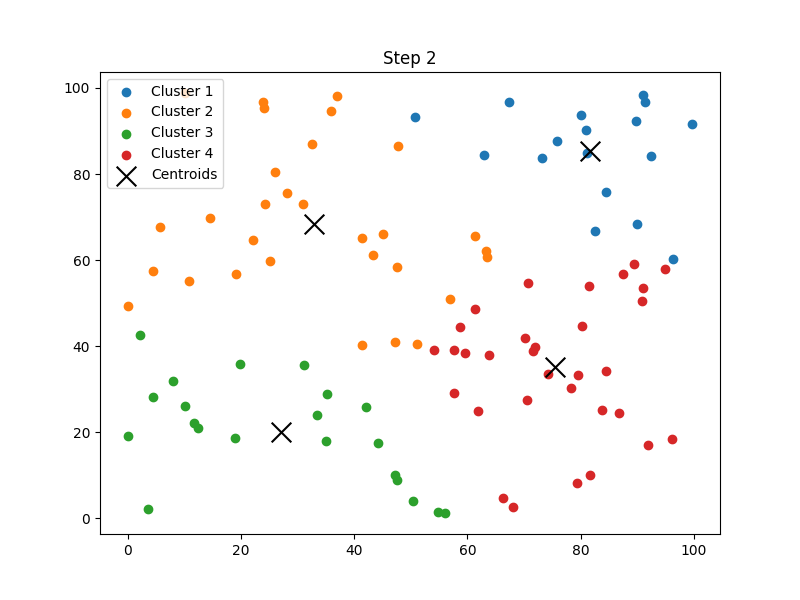 Step 2
Cluster 1
Cluster 2
Cluster 3
Cluster 4
Centroids
100
80
60
40
20
0
0 20 40 60 80 100